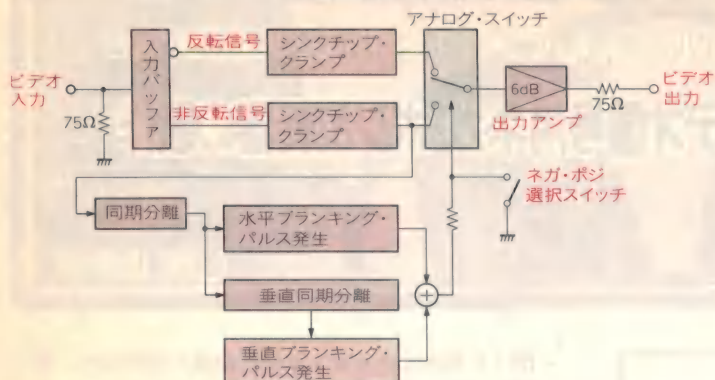 アナログ・スイッチ
ビデオ
入力
75Ω
入力バッファ
反転信号
非反転信号
シンクチップ・
クランプ
シンクチップ・
クランプ
6dB
出力アンプ
75Ω
ビデオ
出力
ネガ・ポジ
選択スイッチ
同期分離
水平ブランキング・
パルス発生
垂直同期分離
垂直ブランキング・
パルス発生